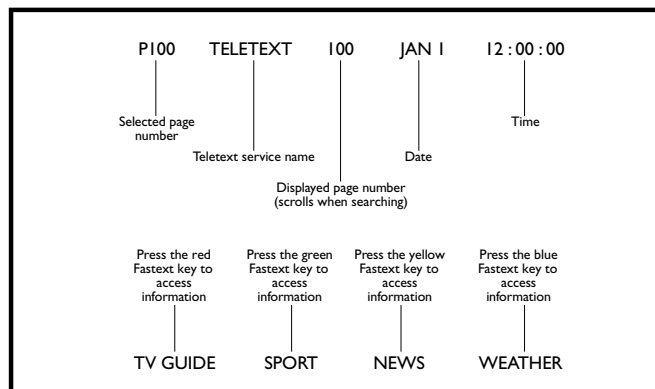 P100 TELETEXT 100 JAN 1 12 : 00 : 00
Selected page
number
Time
Teletext service name
Date
Displayed page number
(scrolls when searching)
Press the red
Fastext key to
access
information
Press the green
Fastext key to
access
information
Press the yellow
Fastext key to
access
information
Press the blue
Fastext key to
access
information
TV GUIDE SPORT NEWS WEATHER